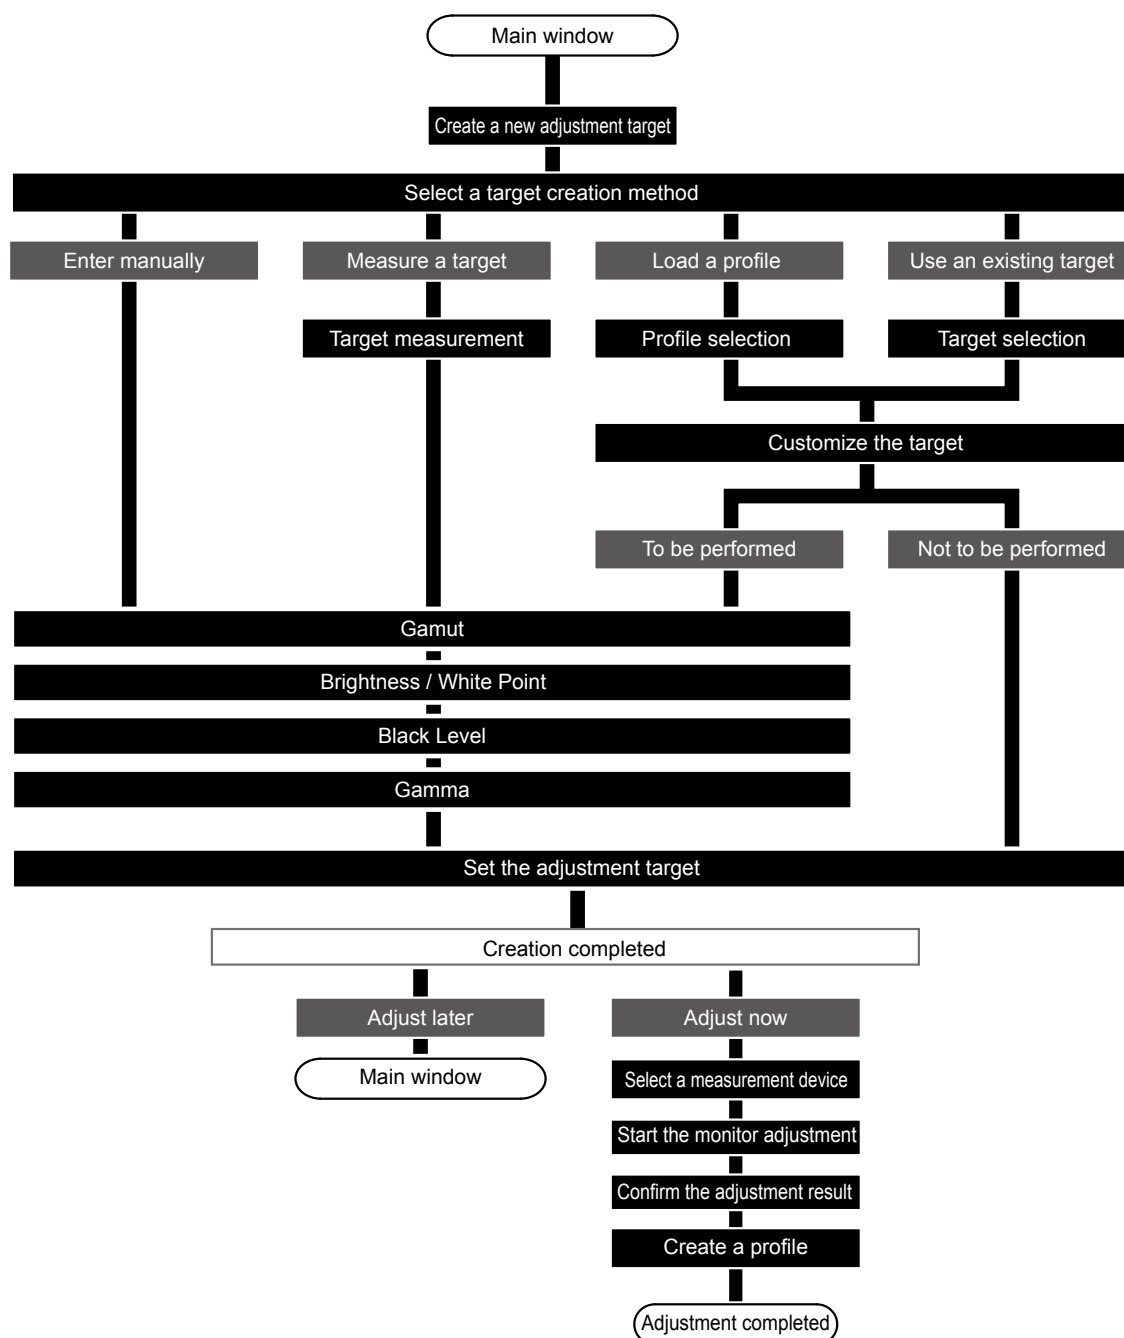 Main window
Create a new adjustment target
Select a target creation method
Enter manually
Measure a target
Load a profile
Use an existing target
Target measurement
Profile selection
Target selection
Customize the target
To be performed
Not to be performed
Gamut
Brightness / White Point
Black Level
Gamma
Set the adjustment target
Creation completed
Adjust later
Adjust now
Main window
Select a measurement device
Start the monitor adjustment
Confirm the adjustment result
Create a profile
Adjustment completed